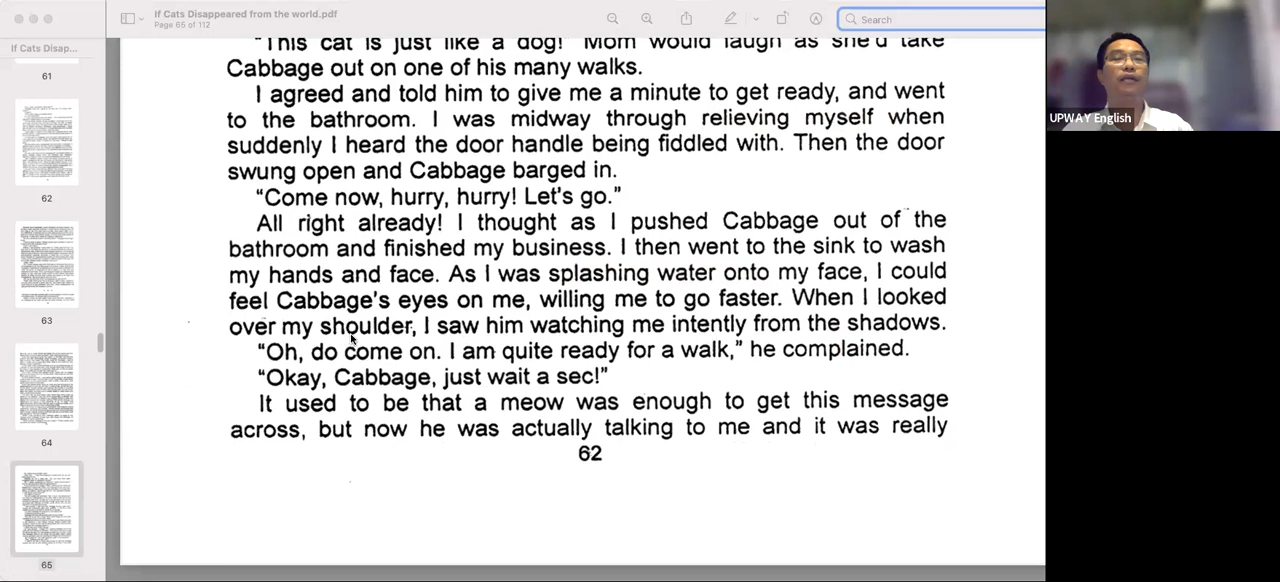 If Cats Disappeared from the world.pdf
Page 65 of 112
Search
If Cats Disap...
61
62
63
64
65
"This cat is just like a dog!" Mom would laugh as she'd take
Cabbage out on one of his many walks.
I agreed and told him to give me a minute to get ready, and went
to the bathroom. I was midway through relieving myself when
suddenly I heard the door handle being fiddled with. Then the door
swung open and Cabbage barged in.
“Come now, hurry, hurry! Let's go.”
All right already! I thought as I pushed Cabbage out of the
bathroom and finished my business. I then went to the sink to wash
my hands and face. As I was splashing water onto my face, I could
feel Cabbage's eyes on me, willing me to go faster. When I looked
over my shoulder, I saw him watching me intently from the shadows.
“Oh, do come on. I am quite ready for a walk,” he complained.
“Okay, Cabbage, just wait a sec!”
It used to be that a meow was enough to get this message
across, but now he was actually talking to me and it was really
62
UPWAY English